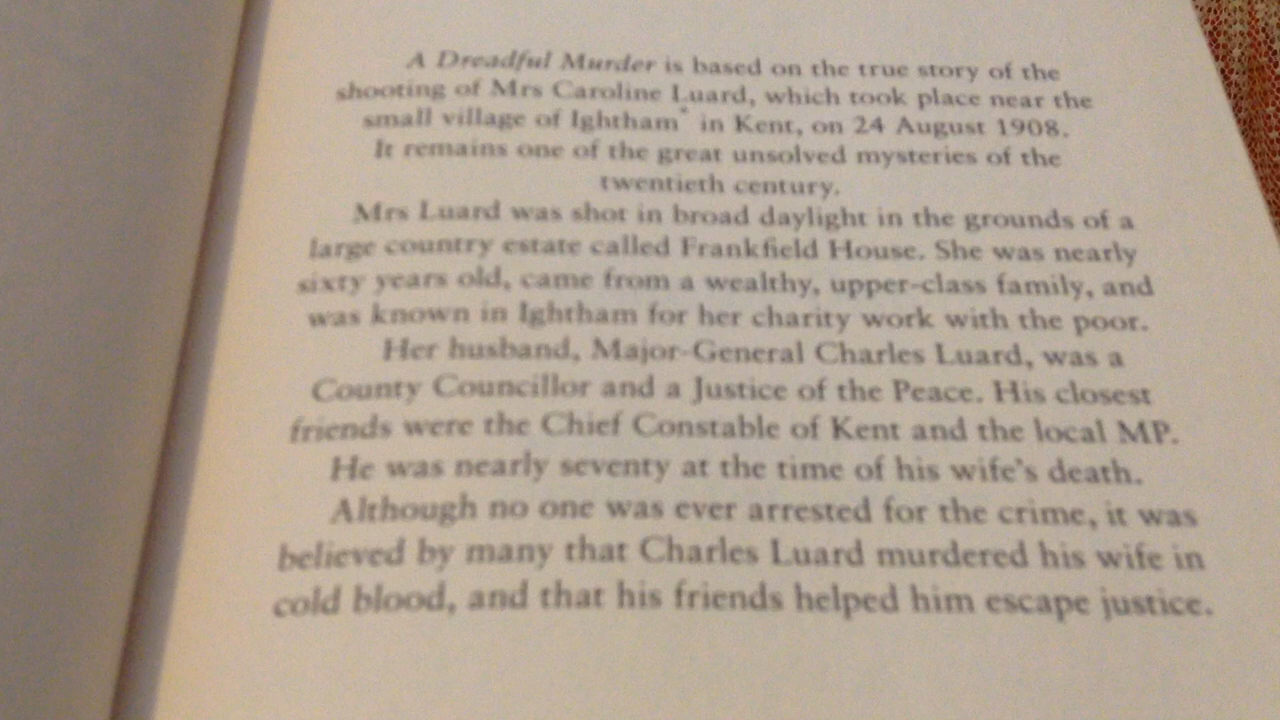 A Dreadful Murder is based on the true story of the
shooting of Mrs Caroline Luard, which took place near the
small village of Ightham* in Kent, on 24 August 1908.
It remains one of the great unsolved mysteries of the
twentieth century.
Mrs Luard was shot in broad daylight in the grounds of a
large country estate called Frankfield House. She was nearly
sixty years old, came from a wealthy, upper-class family, and
was known in Ightham for her charity work with the poor.
Her husband, Major-General Charles Luard, was a
County Councillor and a Justice of the Peace. His closest
friends were the Chief Constable of Kent and the local MP.
He was nearly seventy at the time of his wife's death.
Although no one was ever arrested for the crime, it was
believed by many that Charles Luard murdered his wife in
cold blood, and that his friends helped him escape justice.